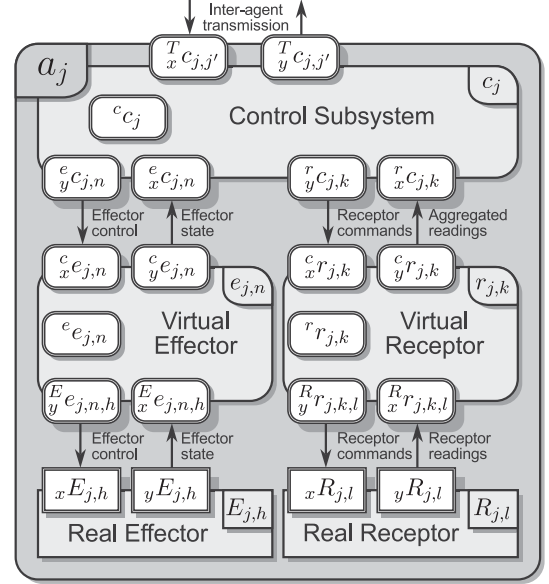 Inter-agent
transmission
a_j
^T_x c_{j,j'} ^T_y c_{j,j'}
c_j
^c c_j
Control Subsystem
^e_y c_{j,n} ^e_x c_{j,n} ^r_y c_{j,k} ^r_x c_{j,k}
Effector
control
Effector
state
Receptor
commands
Aggregated
readings
^c_x e_{j,n} ^c_y e_{j,n} ^c_x r_{j,k} ^c_y r_{j,k}
e_{j,n} r_{j,k}
Virtual
Effector
Virtual
Receptor
^e e_{j,n} ^r r_{j,k}
^E_y e_{j,n,h} ^E_x e_{j,n,h} ^R_y r_{j,k,l} ^R_x r_{j,k,l}
Effector
control
Effector
state
Receptor
commands
Receptor
readings
_x E_{j,h} _y E_{j,h} _x R_{j,l} _y R_{j,l}
E_{j,h} R_{j,l}
Real Effector
Real Receptor